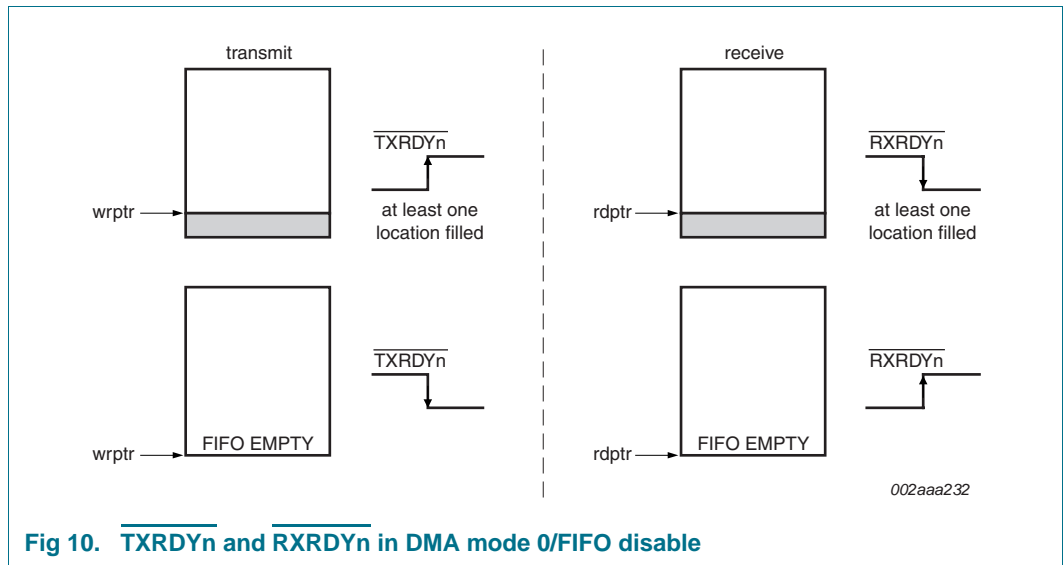 transmit
TXRDYn
wrptr
at least one
location filled
TXRDYn
FIFO EMPTY
wrptr
receive
RXRDYn
rdptr
at least one
location filled
RXRDYn
FIFO EMPTY
rdptr
002aaa232
Fig 10. TXRDYn and RXRDYn in DMA mode 0/FIFO disable